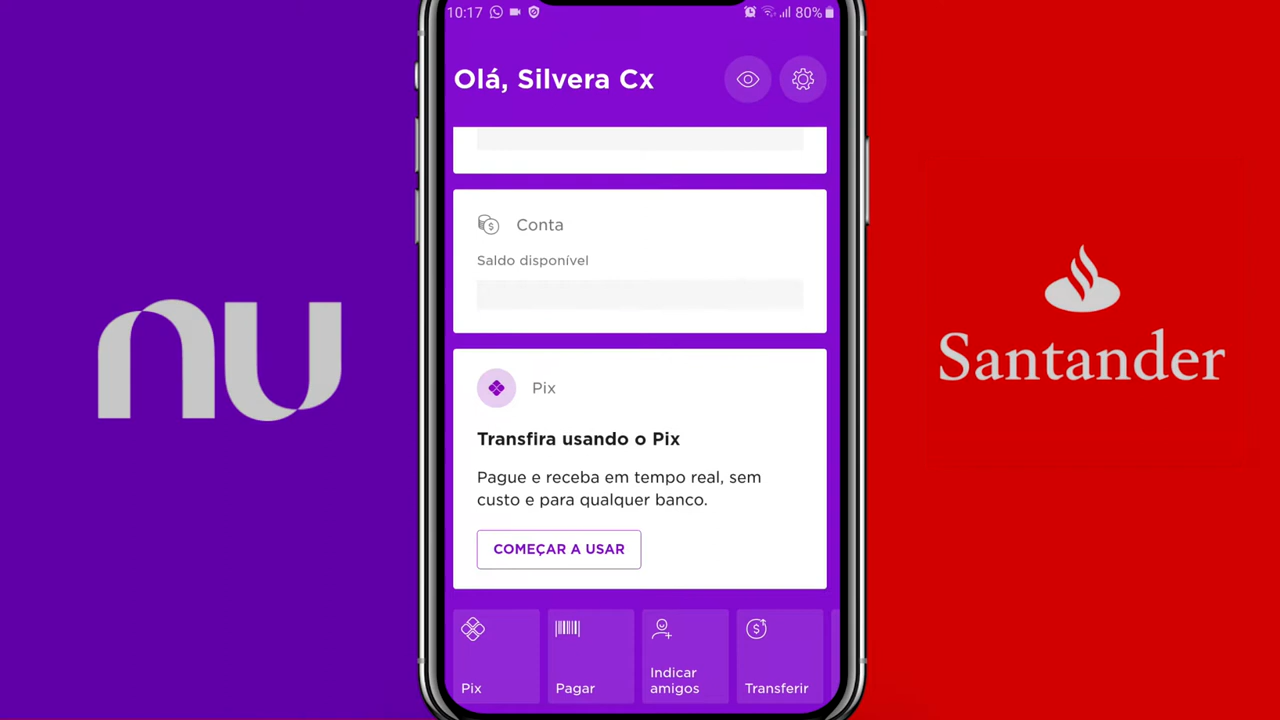 10:17
80%
Olá, Silvera Cx
Conta
Saldo disponível
Pix
Transfira usando o Pix
Pague e receba em tempo real, sem
custo e para qualquer banco.
COMEÇAR A USAR
Pix
Pagar
Indicar
amigos
Transferir
nu
Santander